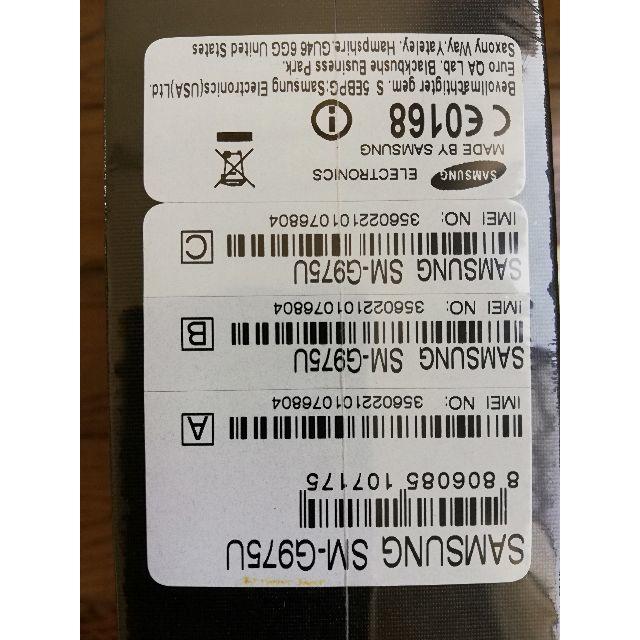 SAMSUNG SM-G975U
8 806085 107175
A
IMEI NO: 356022101076804
SAMSUNG SM-G975U
B
IMEI NO: 356022101076804
SAMSUNG SM-G975U
C
IMEI NO: 356022101076804
SAMSUNG ELECTRONICS
MADE BY SAMSUNG
CE0168
Bevollmächtigter gem. S. 5EBPG:Samsung Electronics(USA)Ltd.
Euro QA Lab. Blackbushe Business Park.
Saxony Way,Yateley, Hampshire.GU46 6GG United States